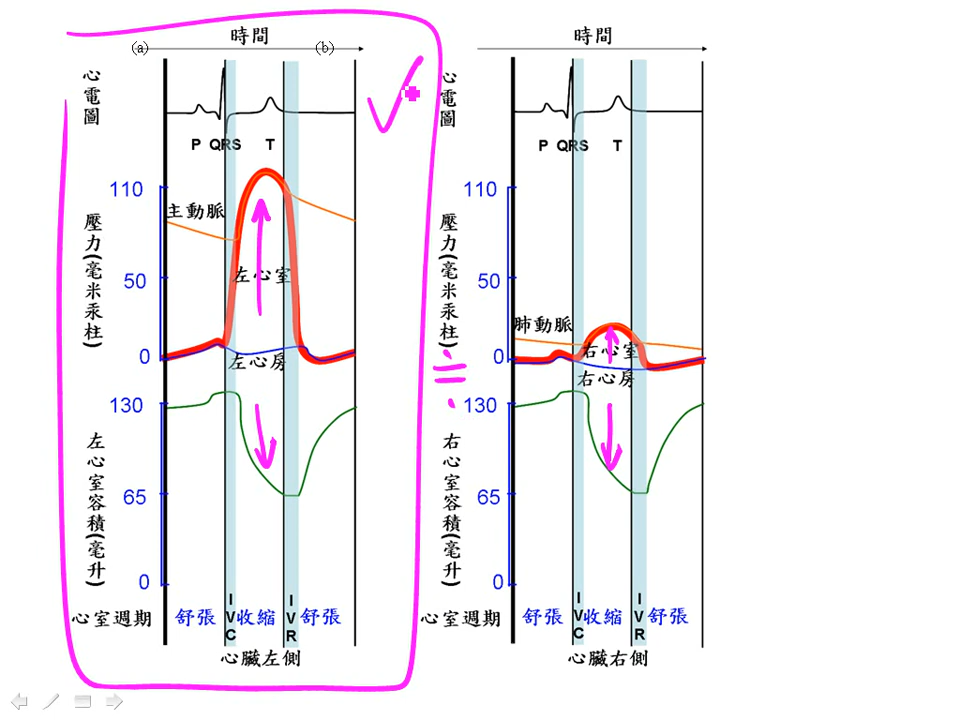 時間
(a)
(b)
心電圖
P QRS T
110
壓力(毫米汞柱)
主動脈
50
左心室
0
左心房
130
左心室容積(毫升)
65
0
心室週期
舒張
IVC
收縮
IVR
舒張
心臟左側
時間
心電圖
P QRS T
110
壓力(毫米汞柱)
50
肺動脈
右心室
0
右心房
130
右心室容積(毫升)
65
0
心室週期
舒張
IVC
收縮
IVR
舒張
心臟右側